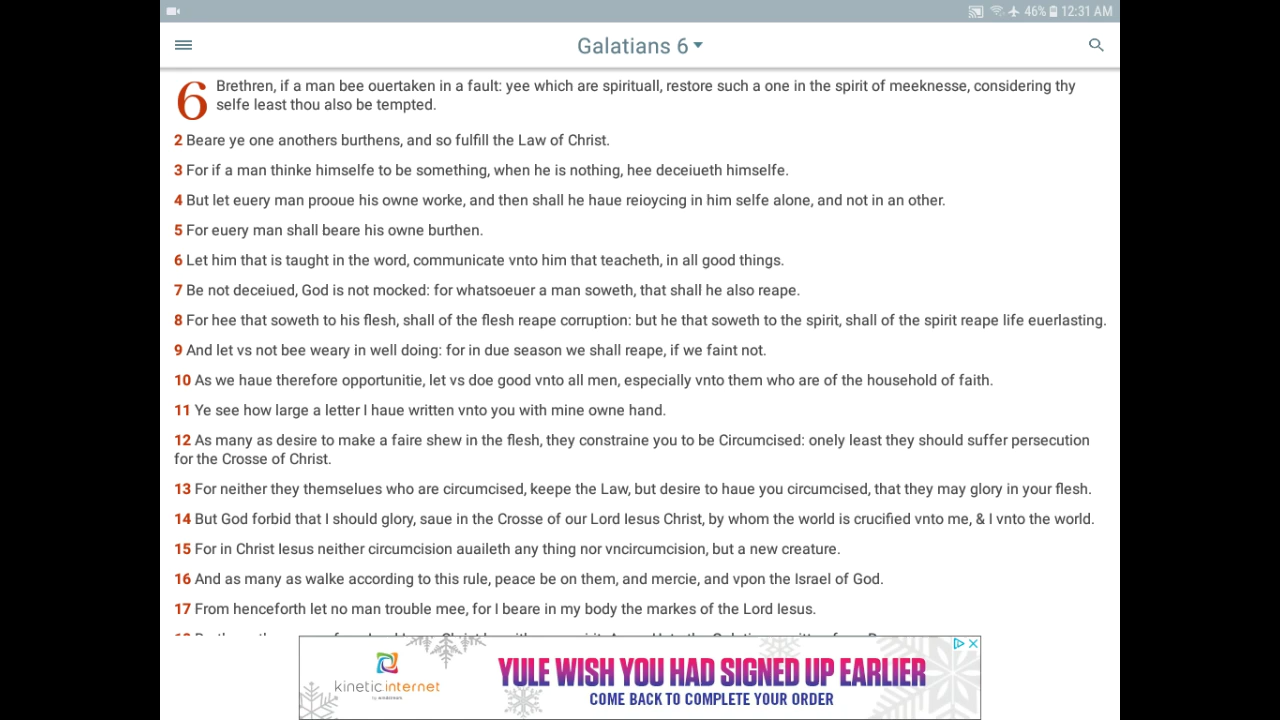 46% 12:31 AM
Galatians 6
6 Brethren, if a man bee ouertaken in a fault: yee which are spirituall, restore such a one in the spirit of meeknesse, considering thy
selfe least thou also be tempted.
2 Beare ye one anothers burthens, and so fulfill the Law of Christ.
3 For if a man thinke himselfe to be something, when he is nothing, hee deceiueth himselfe.
4 But let euery man prooue his owne worke, and then shall he haue reioycing in him selfe alone, and not in an other.
5 For euery man shall beare his owne burthen.
6 Let him that is taught in the word, communicate vnto him that teacheth, in all good things.
7 Be not deceiued, God is not mocked: for whatsoeuer a man soweth, that shall he also reape.
8 For hee that soweth to his flesh, shall of the flesh reape corruption: but he that soweth to the spirit, shall of the spirit reape life euerlasting.
9 And let vs not bee weary in well doing: for in due season we shall reape, if we faint not.
10 As we haue therefore opportunitie, let vs doe good vnto all men, especially vnto them who are of the household of faith.
11 Ye see how large a letter I haue written vnto you with mine owne hand.
12 As many as desire to make a faire shew in the flesh, they constraine you to be Circumcised: onely least they should suffer persecution
for the Crosse of Christ.
13 For neither they themselues who are circumcised, keepe the Law, but desire to haue you circumcised, that they may glory in your flesh.
14 But God forbid that I should glory, saue in the Crosse of our Lord Iesus Christ, by whom the world is crucified vnto me, & I vnto the world.
15 For in Christ Iesus neither circumcision auaileth any thing nor vncircumcision, but a new creature.
16 And as many as walke according to this rule, peace be on them, and mercie, and vpon the Israel of God.
17 From henceforth let no man trouble mee, for I beare in my body the markes of the Lord Iesus.
kinetic internet
by windstream
YULE WISH YOU HAD SIGNED UP EARLIER
COME BACK TO COMPLETE YOUR ORDER